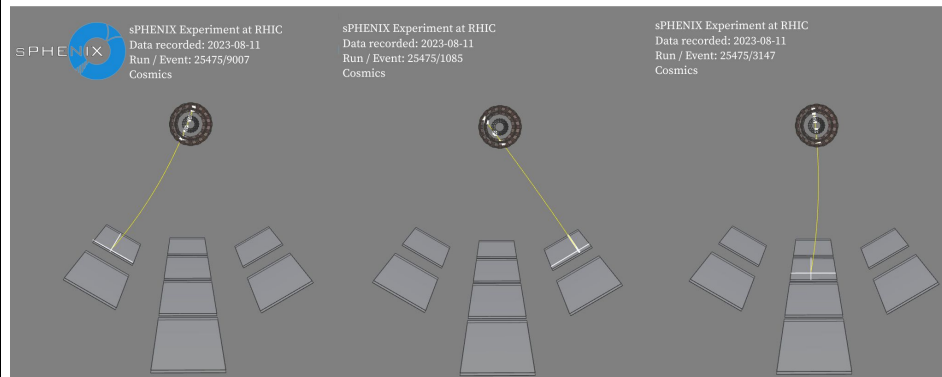 sPHENIX
sPHENIX Experiment at RHIC
Data recorded: 2023-08-11
Run / Event: 25475/9007
Cosmics
sPHENIX Experiment at RHIC
Data recorded: 2023-08-11
Run / Event: 25475/1085
Cosmics
sPHENIX Experiment at RHIC
Data recorded: 2023-08-11
Run / Event: 25475/3147
Cosmics